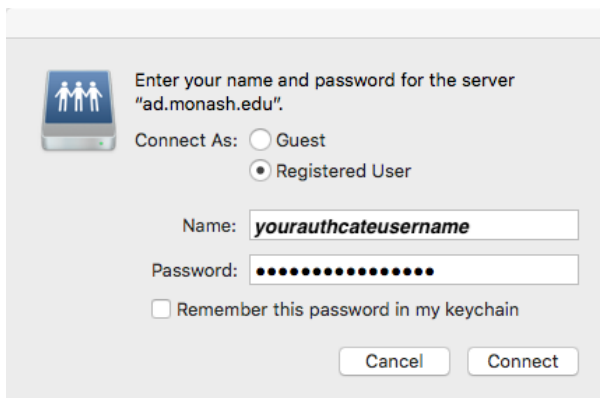 Enter your name and password for the server
“ad.monash.edu”.
Connect As: Guest
Registered User
Name: yourauthcateusername
Password: ••••••••••••••••
Remember this password in my keychain
Cancel Connect